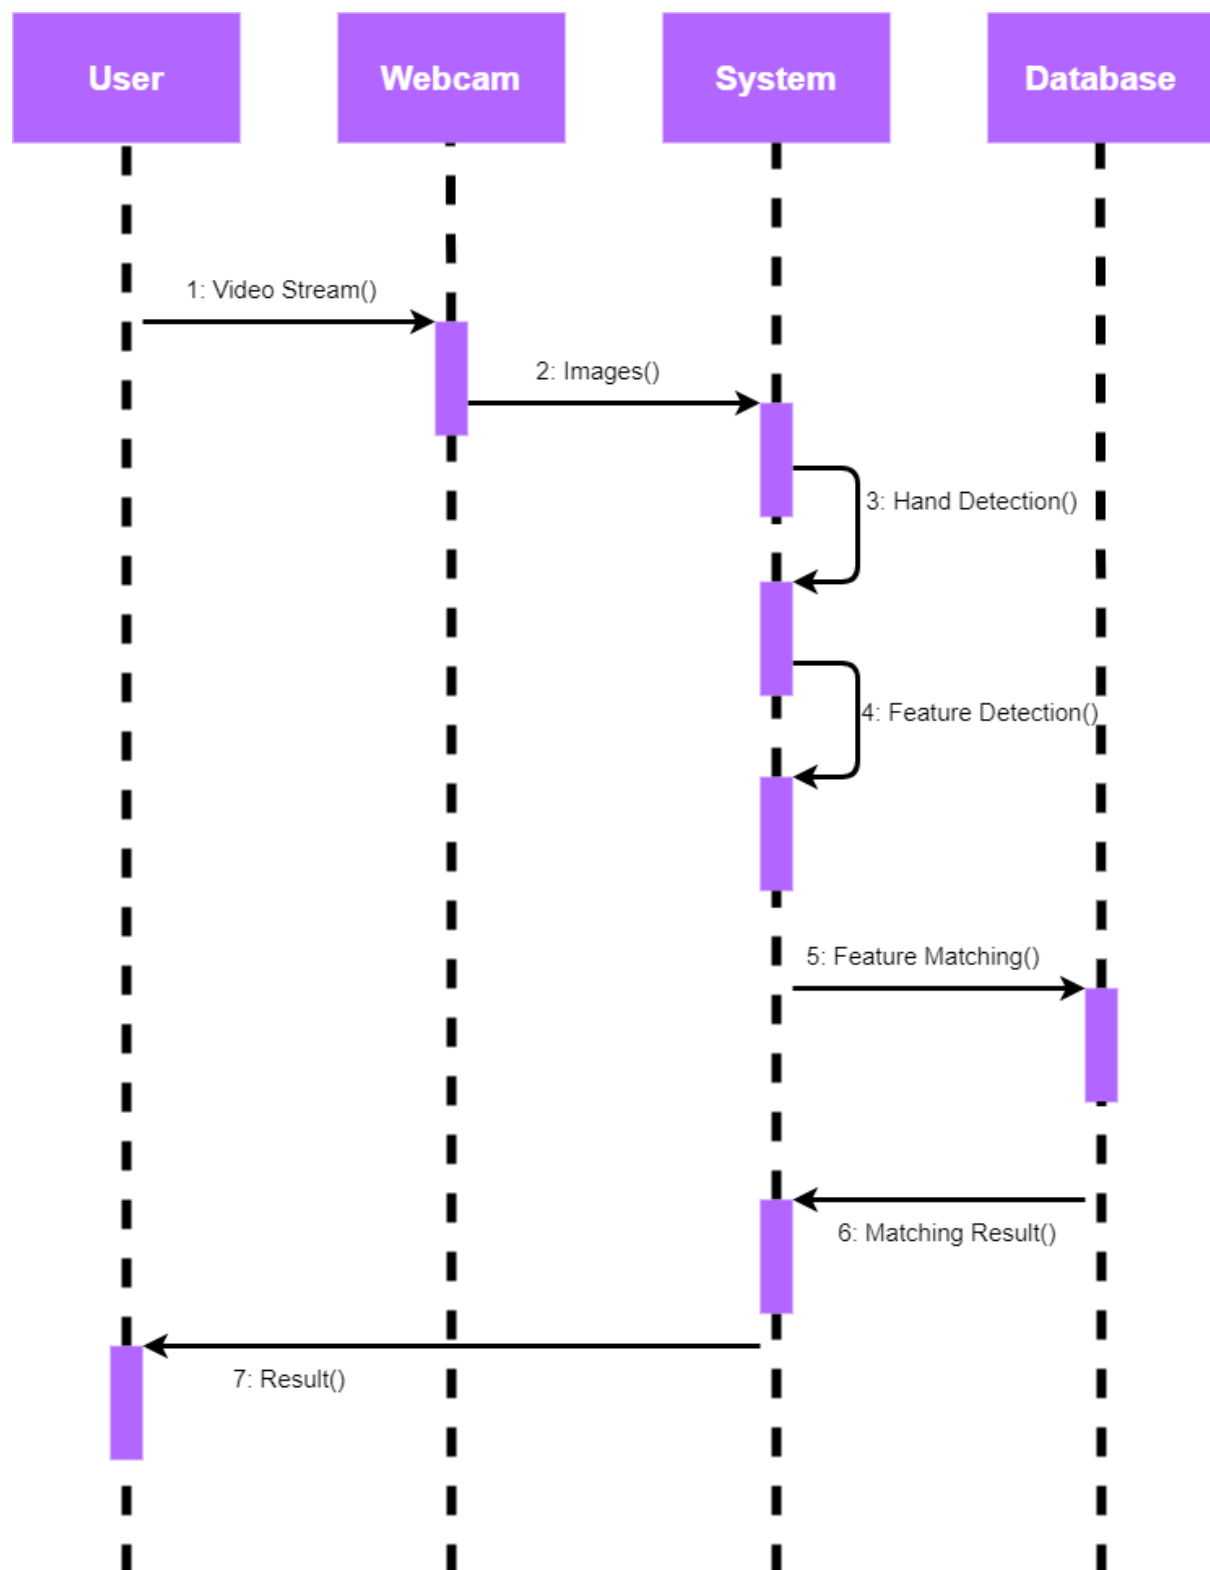 User
Webcam
System
Database
1: Video Stream()
2: Images()
3: Hand Detection()
4: Feature Detection()
5: Feature Matching()
6: Matching Result()
7: Result()